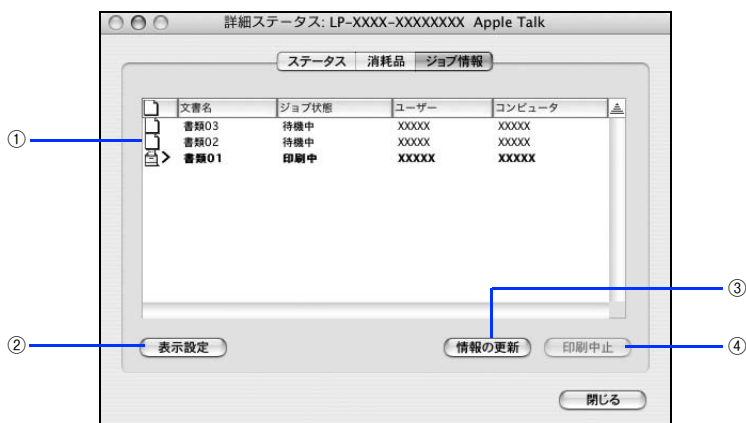 詳細ステータス: LP-XXXX-XXXXXXXX Apple Talk
ステータス 消耗品 ジョブ情報
文書名 ジョブ状態 ユーザー コンピュータ
① 書類03 待機中 XXXXX XXXXX
書類02 待機中 XXXXX XXXXX
書類01 印刷中 XXXXX XXXXX
③
② 表示設定 情報の更新 印刷中止 ④
閉じる